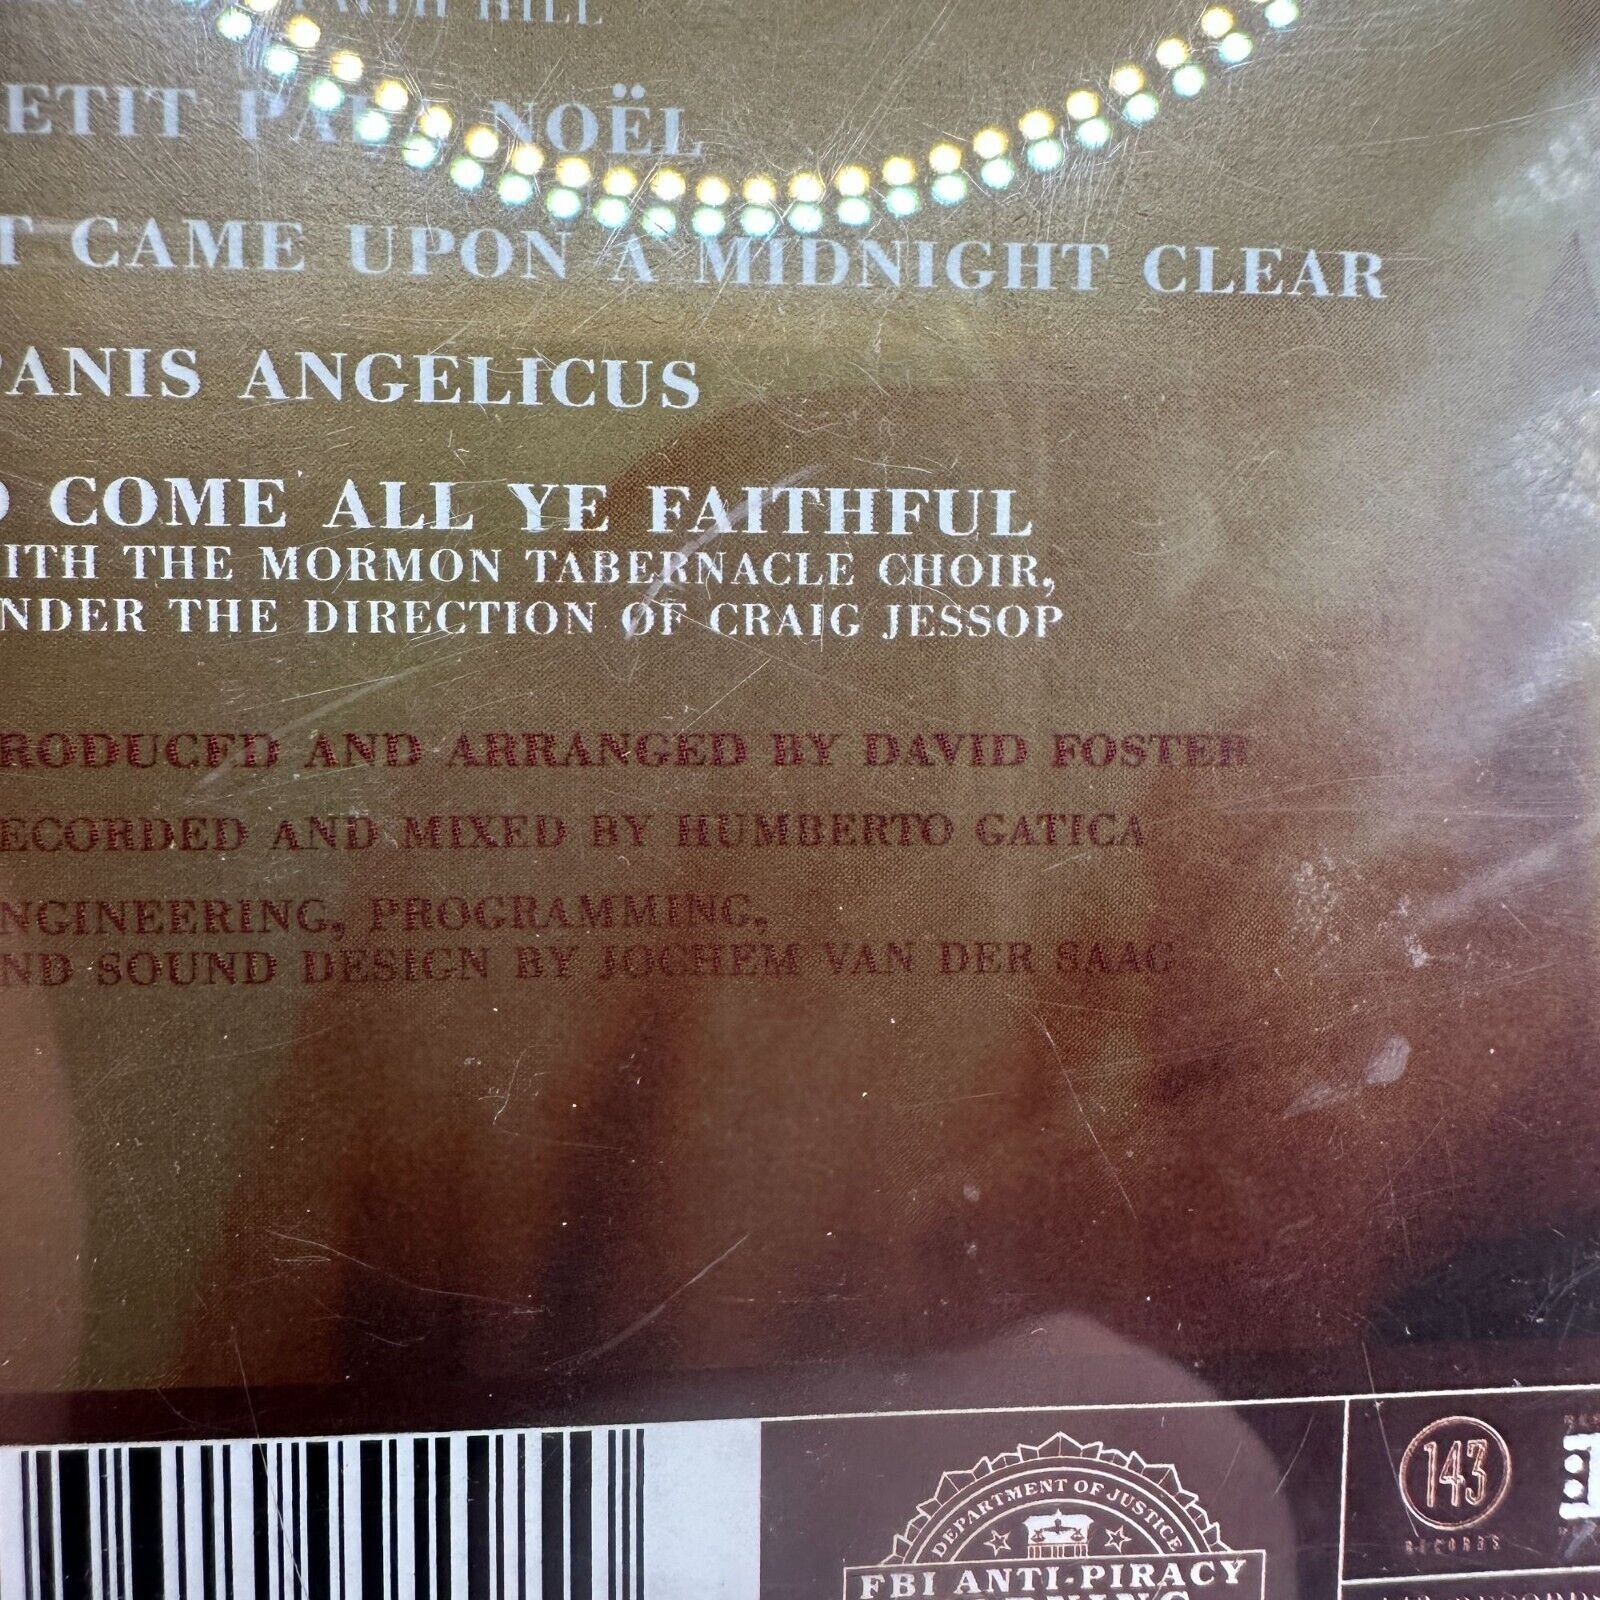 HILL
ETIT PAPA NOËL
T CAME UPON A MIDNIGHT CLEAR
PANIS ANGELICUS
O COME ALL YE FAITHFUL
ITH THE MORMON TABERNACLE CHOIR,
NDER THE DIRECTION OF CRAIG JESSOP
RODUCED AND ARRANGED BY DAVID FOSTER
ECORDED AND MIXED BY HUMBERTO GATICA
NGINEERING, PROGRAMMING,
ND SOUND DESIGN BY JOCHEM VAN DER SAAG
DEPARTMENT OF JUSTICE
FBI ANTI-PIRACY
143
RECORDS